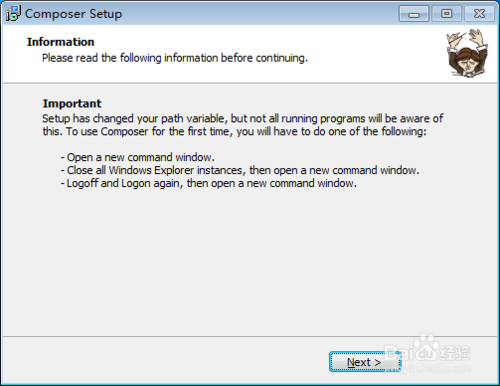 Composer Setup
Information
Please read the following information before continuing.
Important
Setup has changed your path variable, but not all running programs will be aware of
this. To use Composer for the first time, you will have to do one of the following:
- Open a new command window.
- Close all Windows Explorer instances, then open a new command window.
- Logoff and Logon again, then open a new command window.
Next >
Baidu 经验